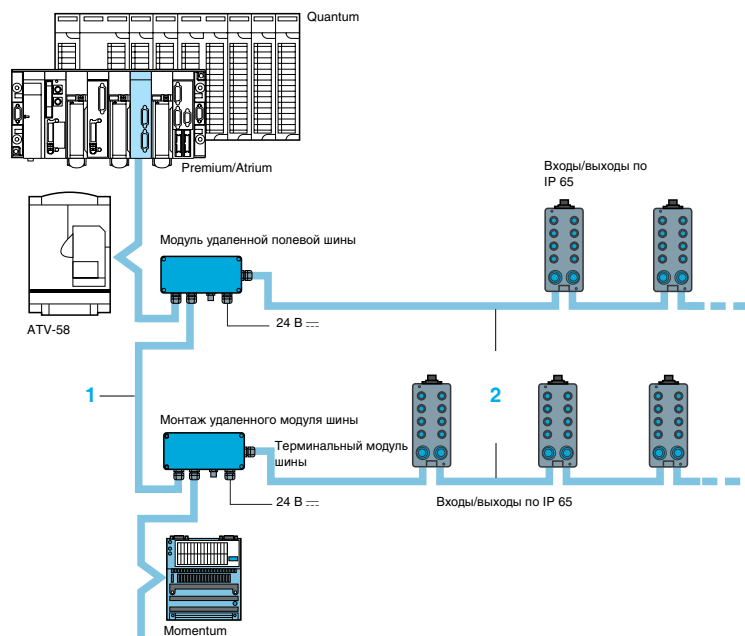 Quantum
Premium/Atrium
Входы/выходы по
IP 65
Модуль удаленной полевой шины
24 В
ATV-58
1
2
Монтаж удаленного модуля шины
Терминальный модуль
шины
24 В
Входы/выходы по IP 65
Momentum